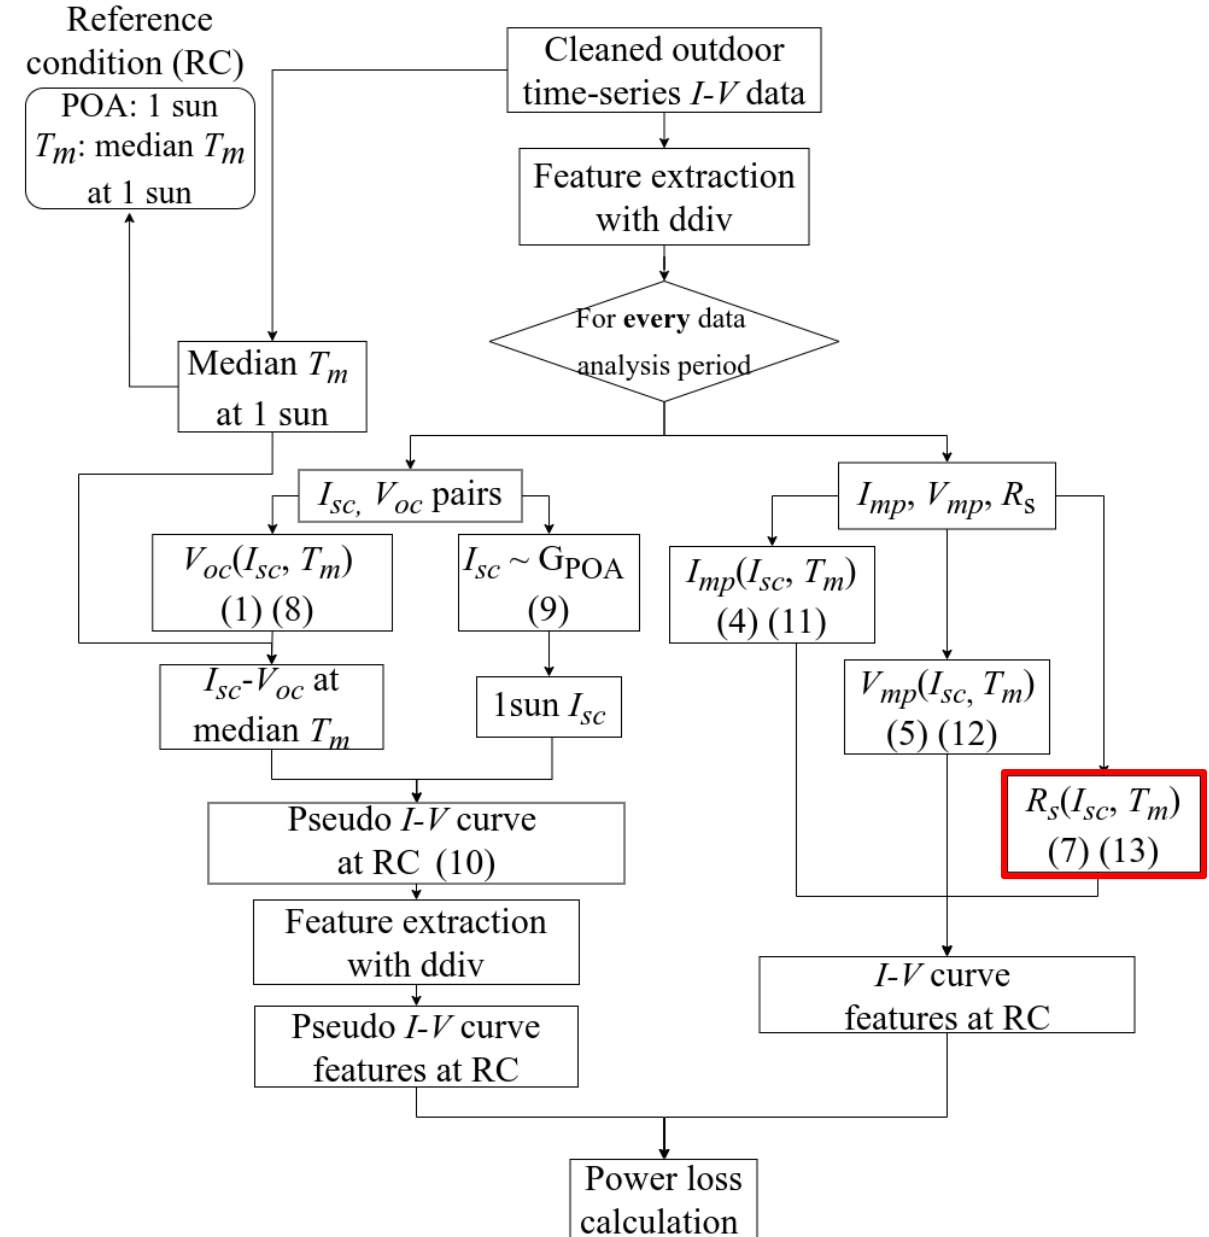 Reference
condition (RC)
POA: 1 sun
Tm: median Tm
at 1 sun
Cleaned outdoor
time-series I-V data
Feature extraction
with ddiv
For every data
analysis period
Median Tm
at 1 sun
Isc, Voc pairs
Imp, Vmp, Rs
Voc(Isc, Tm)
(1) (8)
Isc ~ GPOA
(9)
Imp(Isc, Tm)
(4) (11)
Vmp(Isc, Tm)
(5) (12)
Rs(Isc, Tm)
(7) (13)
Isc-Voc at
median Tm
1sun Isc
Pseudo I-V curve
at RC (10)
Feature extraction
with ddiv
Pseudo I-V curve
features at RC
I-V curve
features at RC
Power loss
calculation